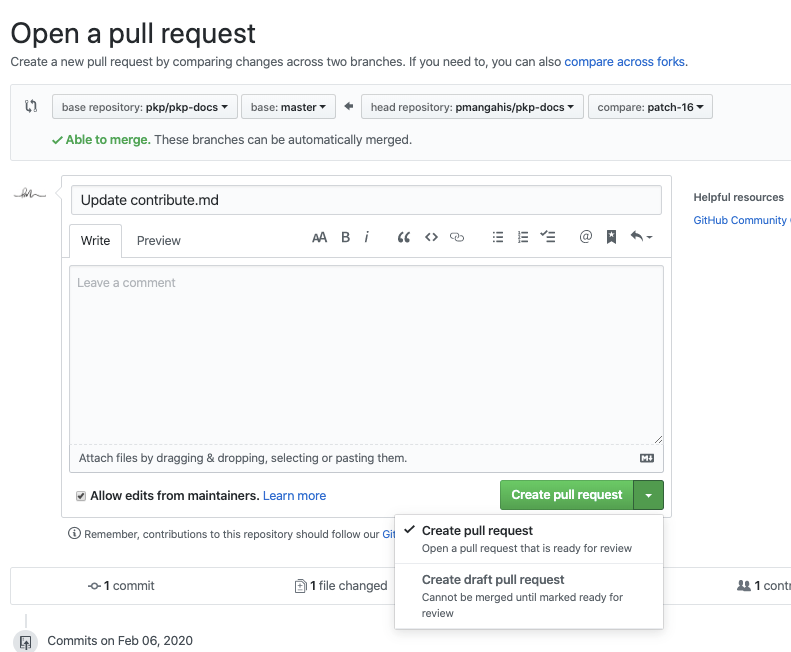 Open a pull request
Create a new pull request by comparing changes across two branches. If you need to, you can also compare across forks.
base repository: pkp/pkp-docs base: master head repository: pmangahis/pkp-docs compare: patch-16
Able to merge. These branches can be automatically merged.
Update contribute.md
Helpful resources
GitHub Community
Write Preview AA B i @
Leave a comment
Attach files by dragging & dropping, selecting or pasting them.
Allow edits from maintainers. Learn more
Create pull request
Remember, contributions to this repository should follow our
Create pull request
Open a pull request that is ready for review
Create draft pull request
Cannot be merged until marked ready for
review
1 commit 1 file changed 1
Commits on Feb 06, 2020